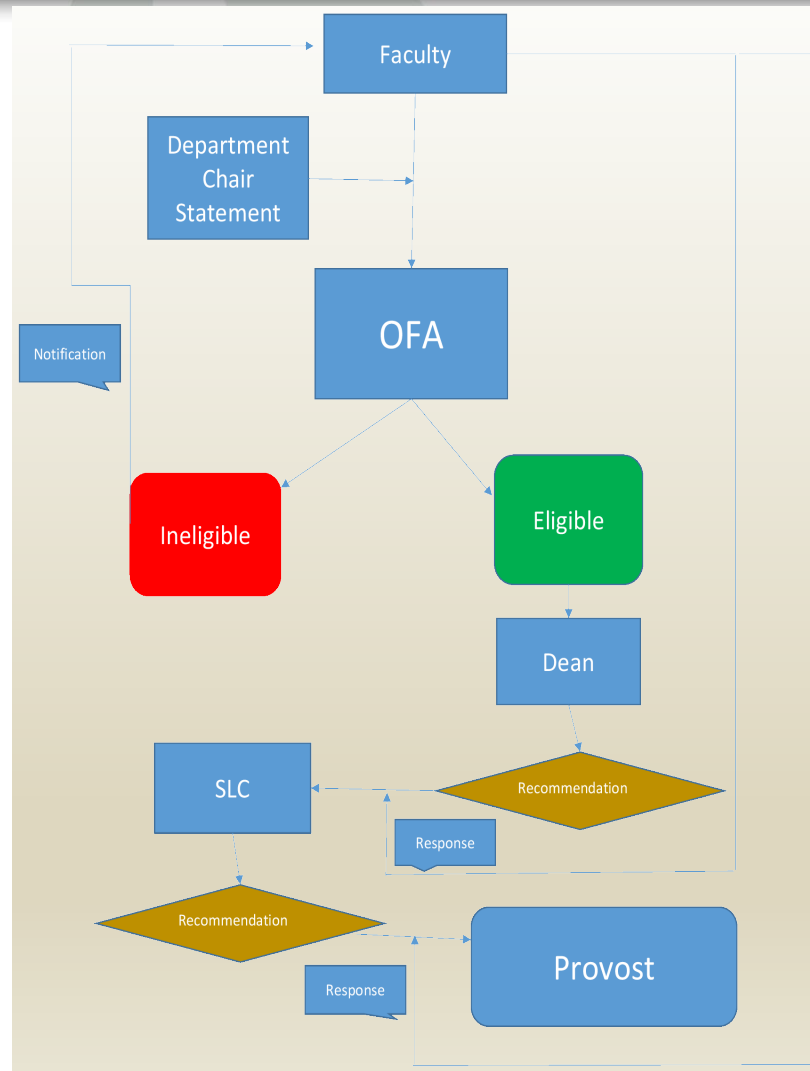 Faculty
Department
Chair
Statement
OFA
Notification
Ineligible
Eligible
Dean
Recommendation
SLC
Response
Recommendation
Provost
Response